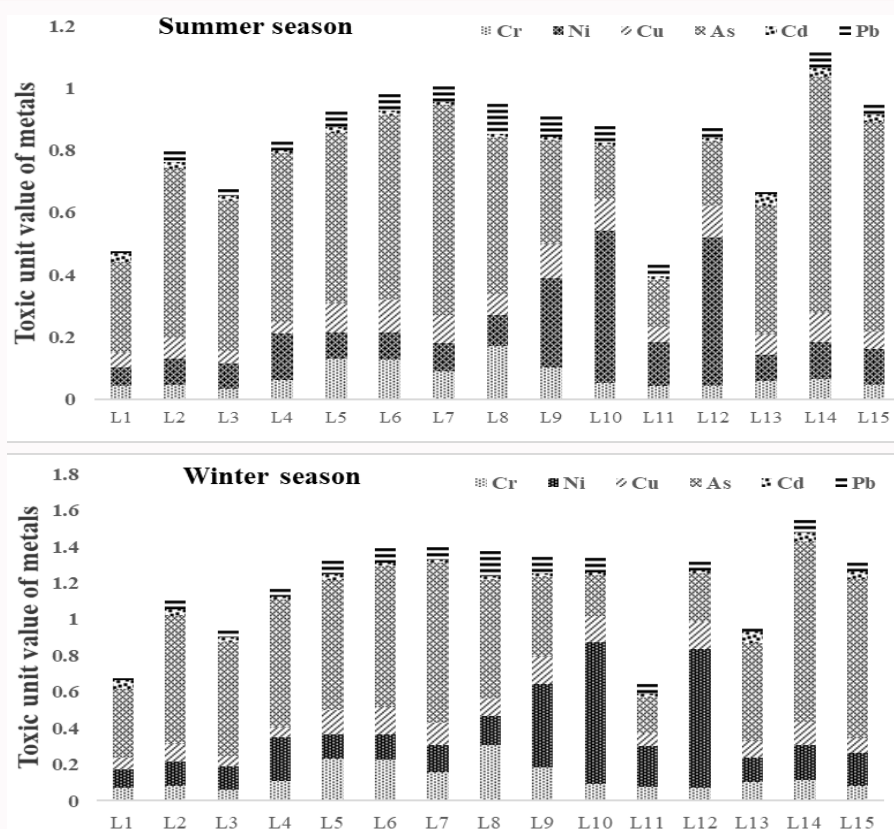 Summer season
Cr Ni Cu As Cd Pb
Toxic unit value of metals
1.2
1
0.8
0.6
0.4
0.2
0
L1 L2 L3 L4 L5 L6 L7 L8 L9 L10 L11 L12 L13 L14 L15
Winter season
Cr Ni Cu As Cd Pb
Toxic unit value of metals
1.8
1.6
1.4
1.2
1
0.8
0.6
0.4
0.2
0
L1 L2 L3 L4 L5 L6 L7 L8 L9 L10 L11 L12 L13 L14 L15